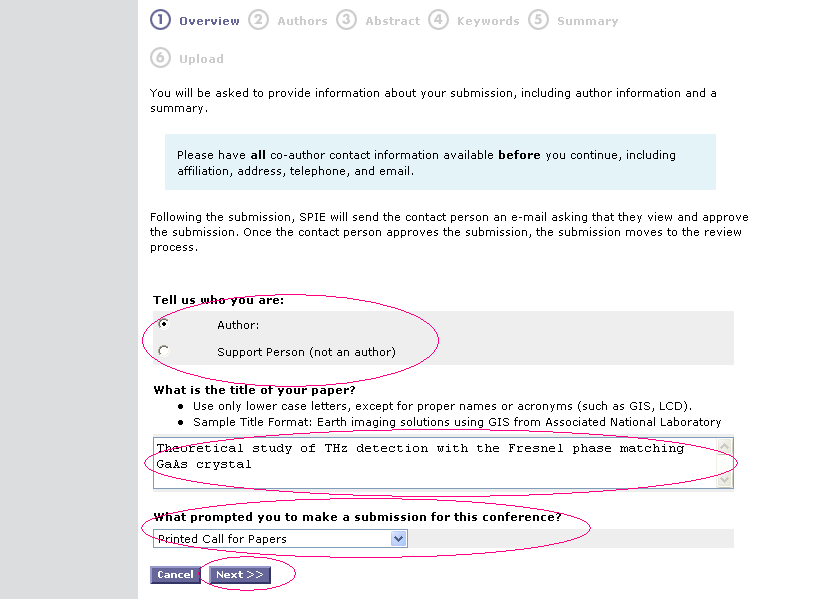 1 Overview 2 Authors 3 Abstract 4 Keywords 5 Summary
6 Upload
You will be asked to provide information about your submission, including author information and a
summary.
Please have all co-author contact information available before you continue, including
affiliation, address, telephone, and email.
Following the submission, SPIE will send the contact person an e-mail asking that they view and approve
the submission. Once the contact person approves the submission, the submission moves to the review
process.
Tell us who you are:
Author:
Support Person (not an author)
What is the title of your paper?
• Use only lower case letters, except for proper names or acronyms (such as GIS, LCD).
• Sample Title Format: Earth imaging solutions using GIS from Associated National Laboratory
Theoretical study of THz detection with the Fresnel phase matching
GaAs crystal
What prompted you to make a submission for this conference?
Printed Call for Papers
Cancel Next >>